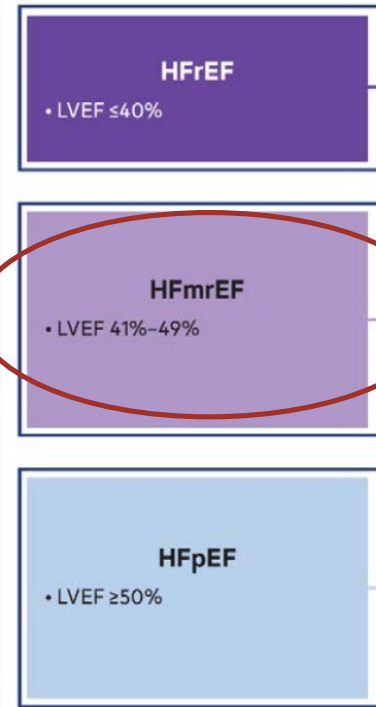 HFrEF
• LVEF ≤40%
HFmrEF
• LVEF 41%–49%
HFpEF
• LVEF ≥50%